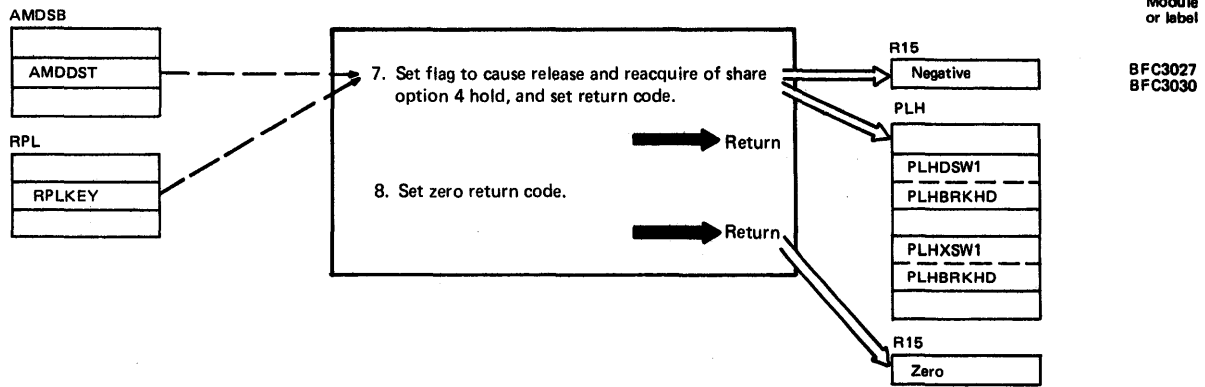 Module
or label
AMDSB
AMDDST
RPL
RPLKEY
7. Set flag to cause release and reacquire of share
option 4 hold, and set return code.
Return
8. Set zero return code.
Return
R15
Negative
BFC3027
BFC3030
PLH
PLHDSW1
PLHBRKHD
PLHXSW1
PLHBRKHD
R15
Zero